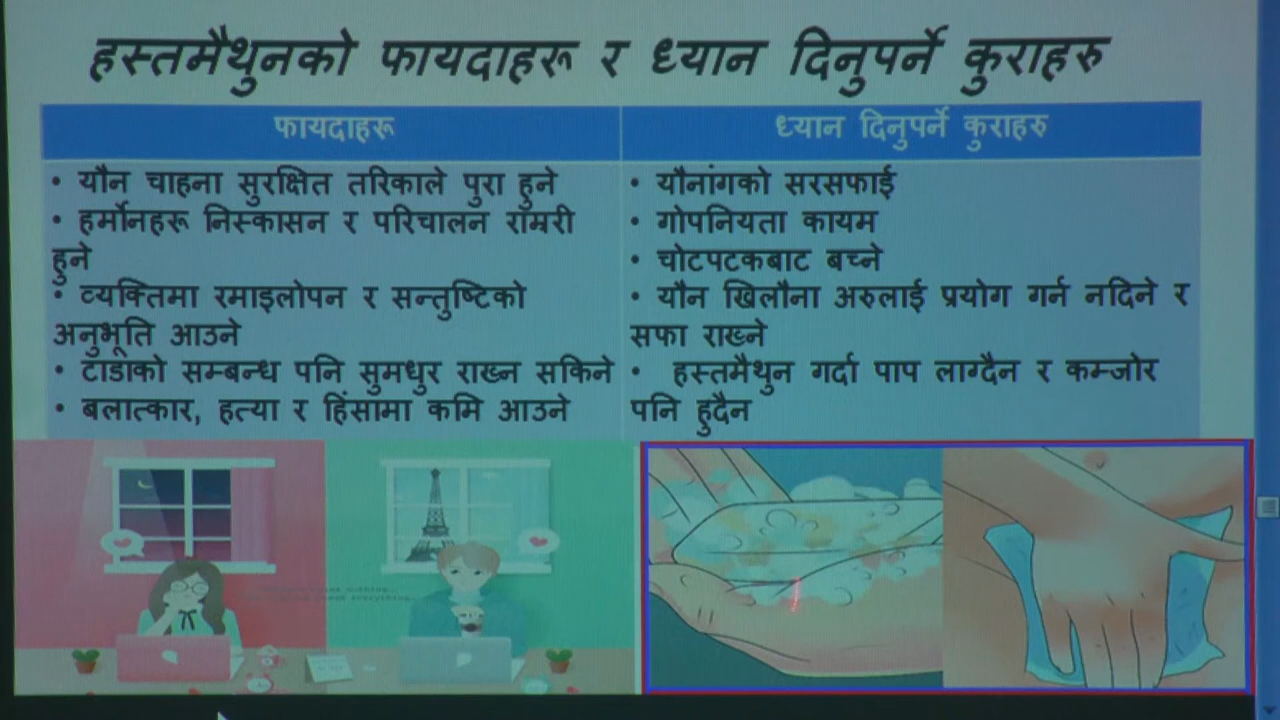 हस्तमैथुनको फायदाहरू र ध्यान दिनुपर्ने कुराहरु
फायदाहरू
• यौन चाहना सुरक्षित तरिकाले पुरा हुने
• हर्मोनहरू निस्कासन र परिचालन राम्ररी
हुने
• व्यक्तिमा रमाइलोपन र सन्तुष्टिको
अनुभूति आउने
• टाडाको सम्बन्ध पनि सुमधुर राख्न सकिने
• बलात्कार, हत्या र हिंसामा कमि आउने
ध्यान दिनुपर्ने कुराहरु
• यौनांगको सरसफाई
• गोपनियता कायम
• चोटपटकबाट बच्ने
• यौन खिलौना अरुलाई प्रयोग गर्न नदिने र
सफा राख्ने
• हस्तमैथुन गर्दा पाप लाग्दैन र कम्जोर
पनि हुदैन